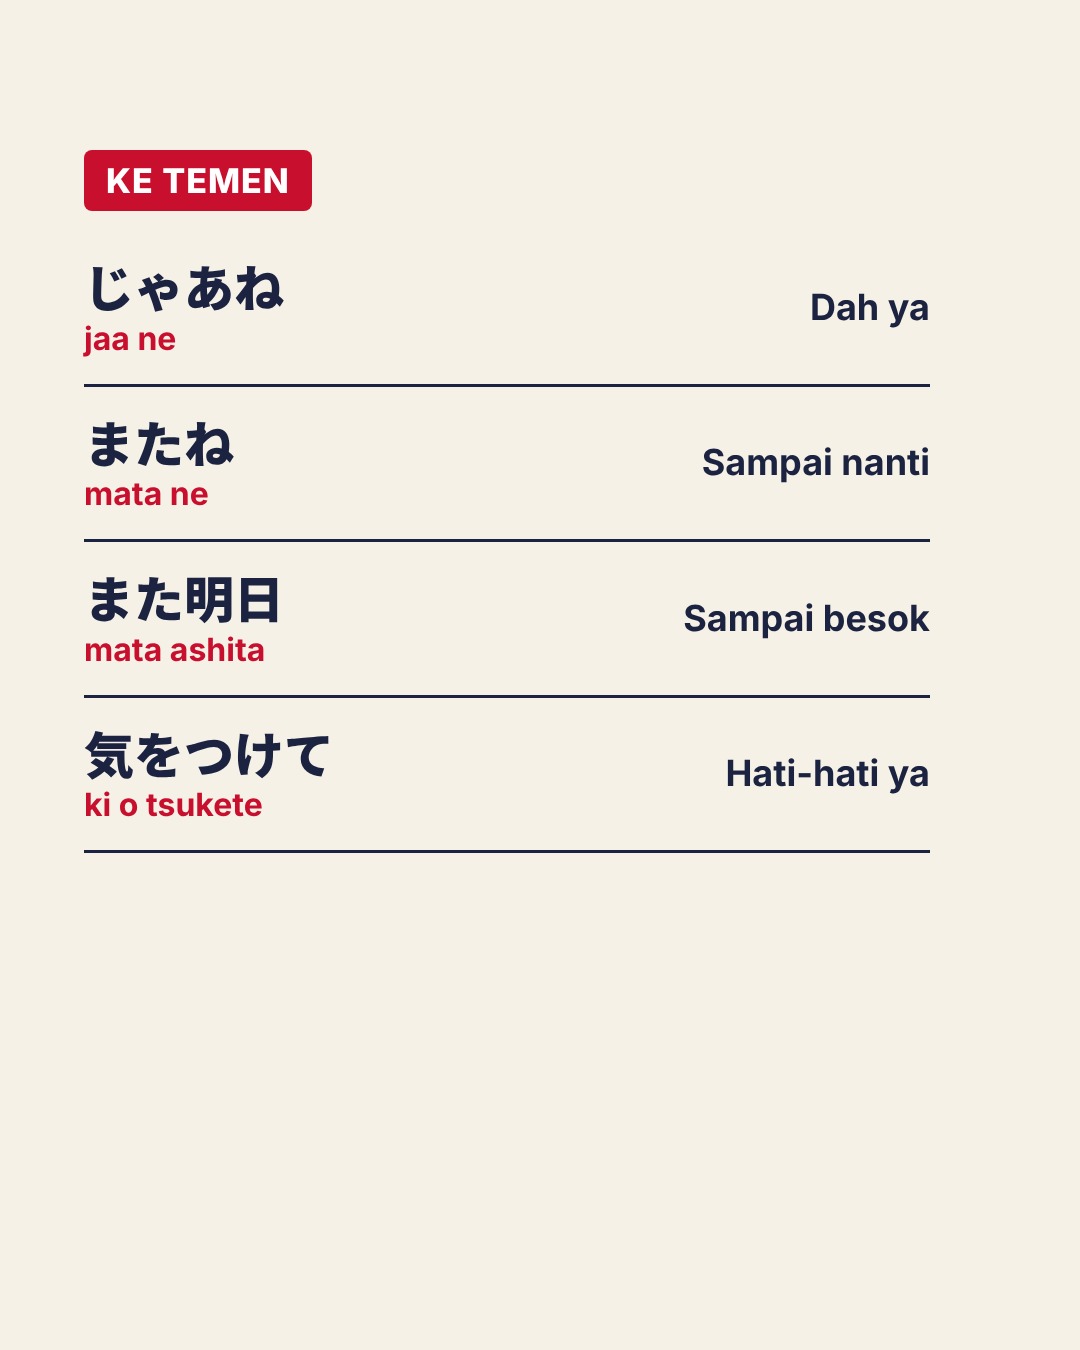 KE TEMEN
じゃあね
jaa ne
Dah ya
またね
mata ne
Sampai nanti
また明日
mata ashita
Sampai besok
気をつけて
ki o tsukete
Hati-hati ya